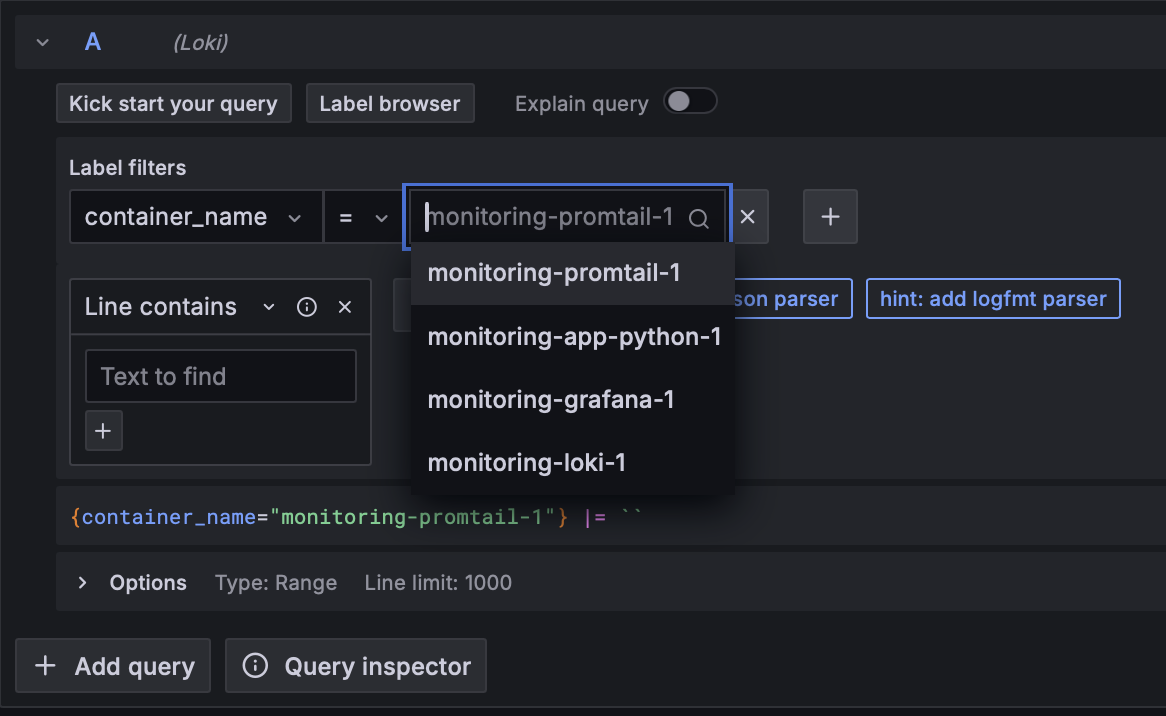 A (Loki)
Kick start your query Label browser Explain query
Label filters
container_name = monitoring-promtail-1
monitoring-promtail-1
Line contains son parser hint: add logfmt parser
monitoring-app-python-1
Text to find
monitoring-grafana-1
monitoring-loki-1
{container_name="monitoring-promtail-1"} |= ``
Options Type: Range Line limit: 1000
+ Add query Query inspector